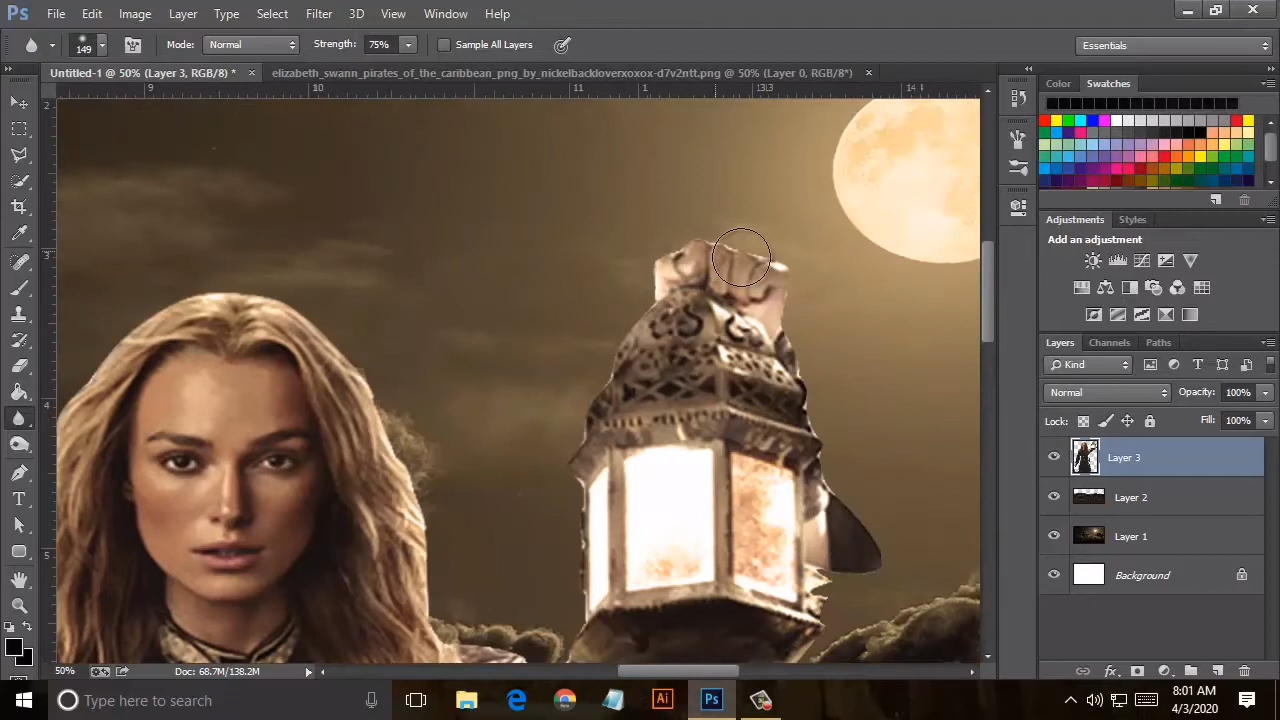 Ps File Edit Image Layer Type Select Filter 3D View Window Help
149 Mode: Normal Strength: 75% Sample All Layers Essentials
Untitled-1 @ 50% (Layer 3, RGB/8) * × elizabeth_swann_pirates_of_the_caribbean_png_by_nickelbackloverxoxox-d7v2ntt.png @ 50% (Layer 0, RGB/8*) ×
Color Swatches
Adjustments Styles
Add an adjustment
Layers Channels Paths
Kind
Normal Opacity: 100%
Lock: Fill: 100%
Layer 3
Layer 2
Layer 1
Background
50% Doc: 68.7M/138.2M
Type here to search
Ai Ps
8:01 AM
4/3/2020